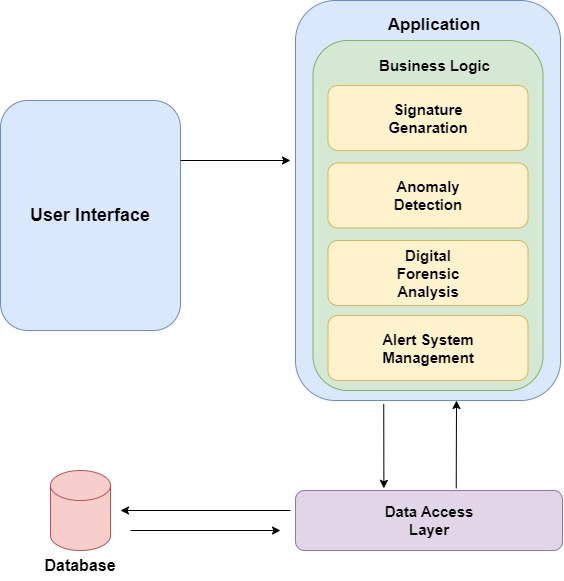 Application
Business Logic
Signature
Genaration
User Interface
Anomaly
Detection
Digital
Forensic
Analysis
Alert System
Management
Data Access
Layer
Database